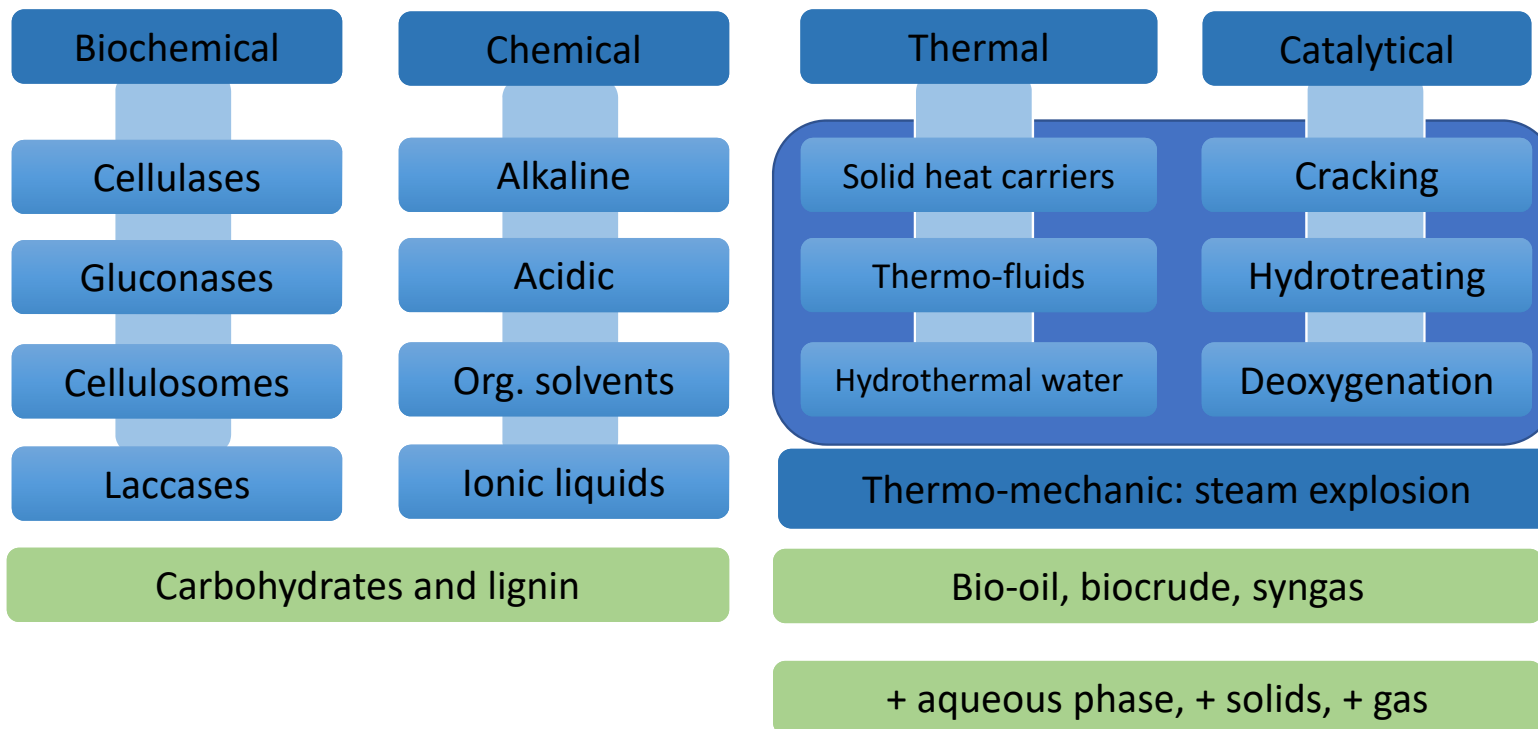 Biochemical
Cellulases
Gluconases
Cellulosomes
Laccases
Chemical
Alkaline
Acidic
Org. solvents
Ionic liquids
Carbohydrates and lignin
Thermal
Solid heat carriers
Thermo-fluids
Hydrothermal water
Catalytical
Cracking
Hydrotreating
Deoxygenation
Thermo-mechanic: steam explosion
Bio-oil, biocrude, syngas
+ aqueous phase, + solids, + gas